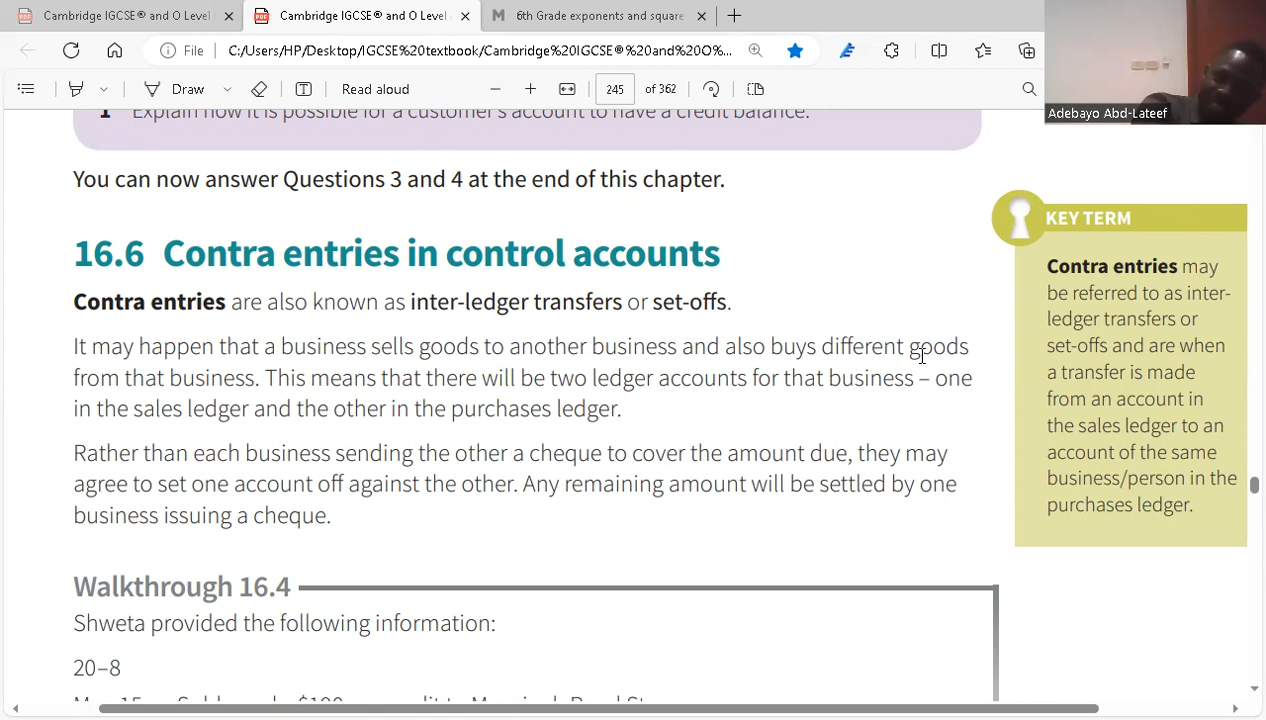 Cambridge IGCSE® and O Level
Cambridge IGCSE® and O Level
6th Grade exponents and square
File
C:/Users/HP/Desktop/IGCSE%20textbook/Cambridge%20IGCSE®%20and%20O%...
Draw
Read aloud
245
of 362
Adebayo Abd-Lateef
1 Explain how it is possible for a customer's account to have a credit balance.
You can now answer Questions 3 and 4 at the end of this chapter.
16.6 Contra entries in control accounts
Contra entries are also known as inter-ledger transfers or set-offs.
It may happen that a business sells goods to another business and also buys different goods
from that business. This means that there will be two ledger accounts for that business – one
in the sales ledger and the other in the purchases ledger.
Rather than each business sending the other a cheque to cover the amount due, they may
agree to set one account off against the other. Any remaining amount will be settled by one
business issuing a cheque.
KEY TERM
Contra entries may
be referred to as inter-
ledger transfers or
set-offs and are when
a transfer is made
from an account in
the sales ledger to an
account of the same
business/person in the
purchases ledger.
Walkthrough 16.4
Shweta provided the following information:
20–8